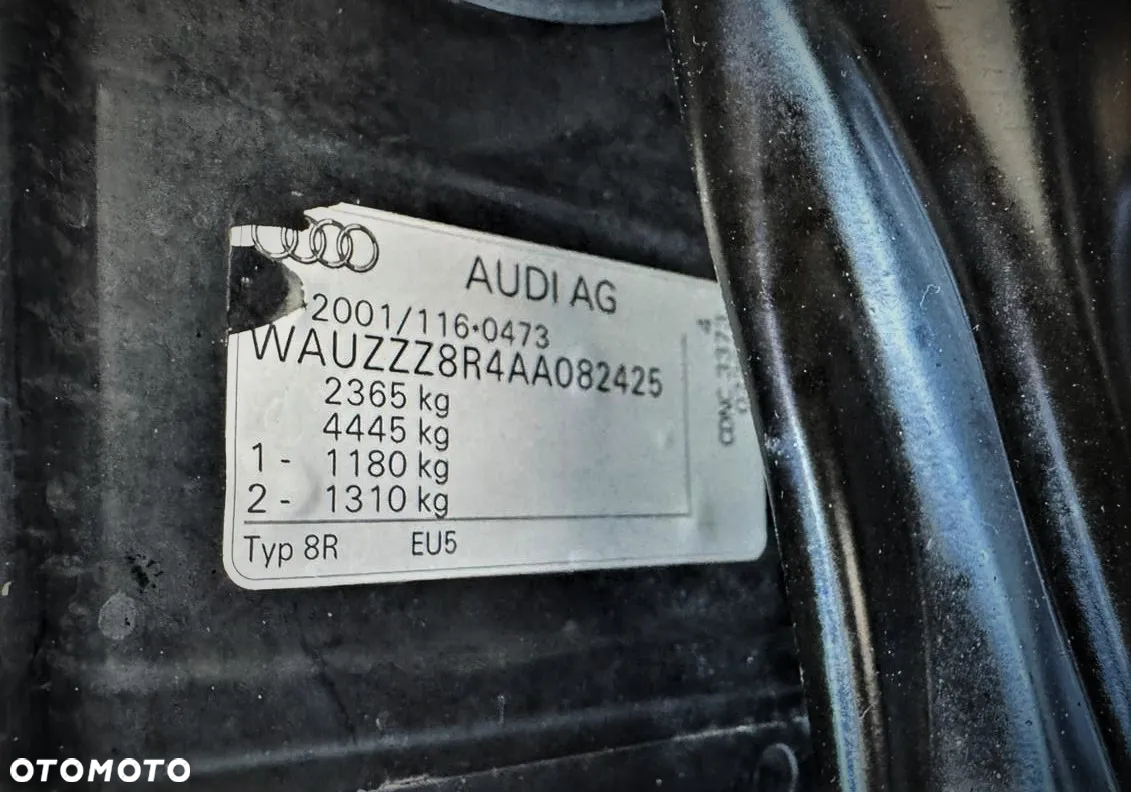 AUDI AG
2001/116·0473
WAUZZZ8R4AA082425
2365 kg
4445 kg
1 - 1180 kg
2 - 1310 kg
Typ 8R EU5
OTOMOTO